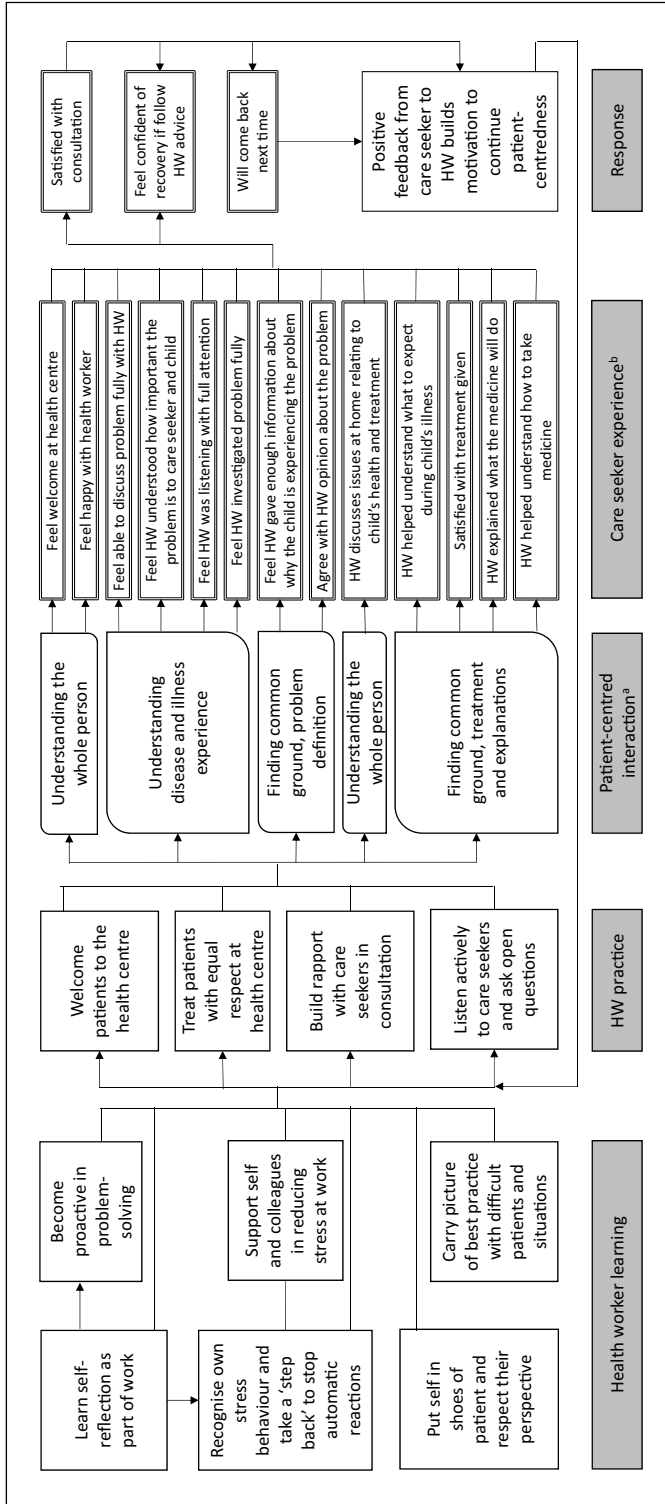 Learn self-
reflection as
part of work
Become
proactive in
problem-
solving
Recognise own
stress
behaviour and
take a ‘step
back’ to stop
automatic
reactions
Support self
and colleagues
in reducing
stress at work
Put self in
shoes of
patient and
respect their
perspective
Carry picture
of best practice
with difficult
patients and
situations
Health worker learning
Welcome
patients to the
health centre
Treat patients
with equal
respect at
health centre
Build rapport
with care
seekers in
consultation
Listen actively
to care seekers
and ask open
questions
HW practice
Understanding the
whole person
Understanding
disease and illness
experience
Finding common
ground, problem
definition
Understanding the
whole person
Finding common
ground, treatment
and explanations
Patient-centred
interactionᵃ
Feel welcome at health centre
Feel happy with health worker
Feel able to discuss problem fully with HW
Feel HW understood how important the
problem is to care seeker and child
Feel HW was listening with full attention
Feel HW investigated problem fully
Feel HW gave enough information about
why the child is experiencing the problem
Agree with HW opinion about the problem
HW discusses issues at home relating to
child’s health and treatment
HW helped understand what to expect
during child’s illness
Satisfied with treatment given
HW explained what the medicine will do
HW helped understand how to take
medicine
Care seeker experienceᵇ
Satisfied with
consultation
Feel confident of
recovery if follow
HW advice
Will come back
next time
Positive
feedback from
care seeker to
HW builds
motivation to
continue
patient-
centredness
Response